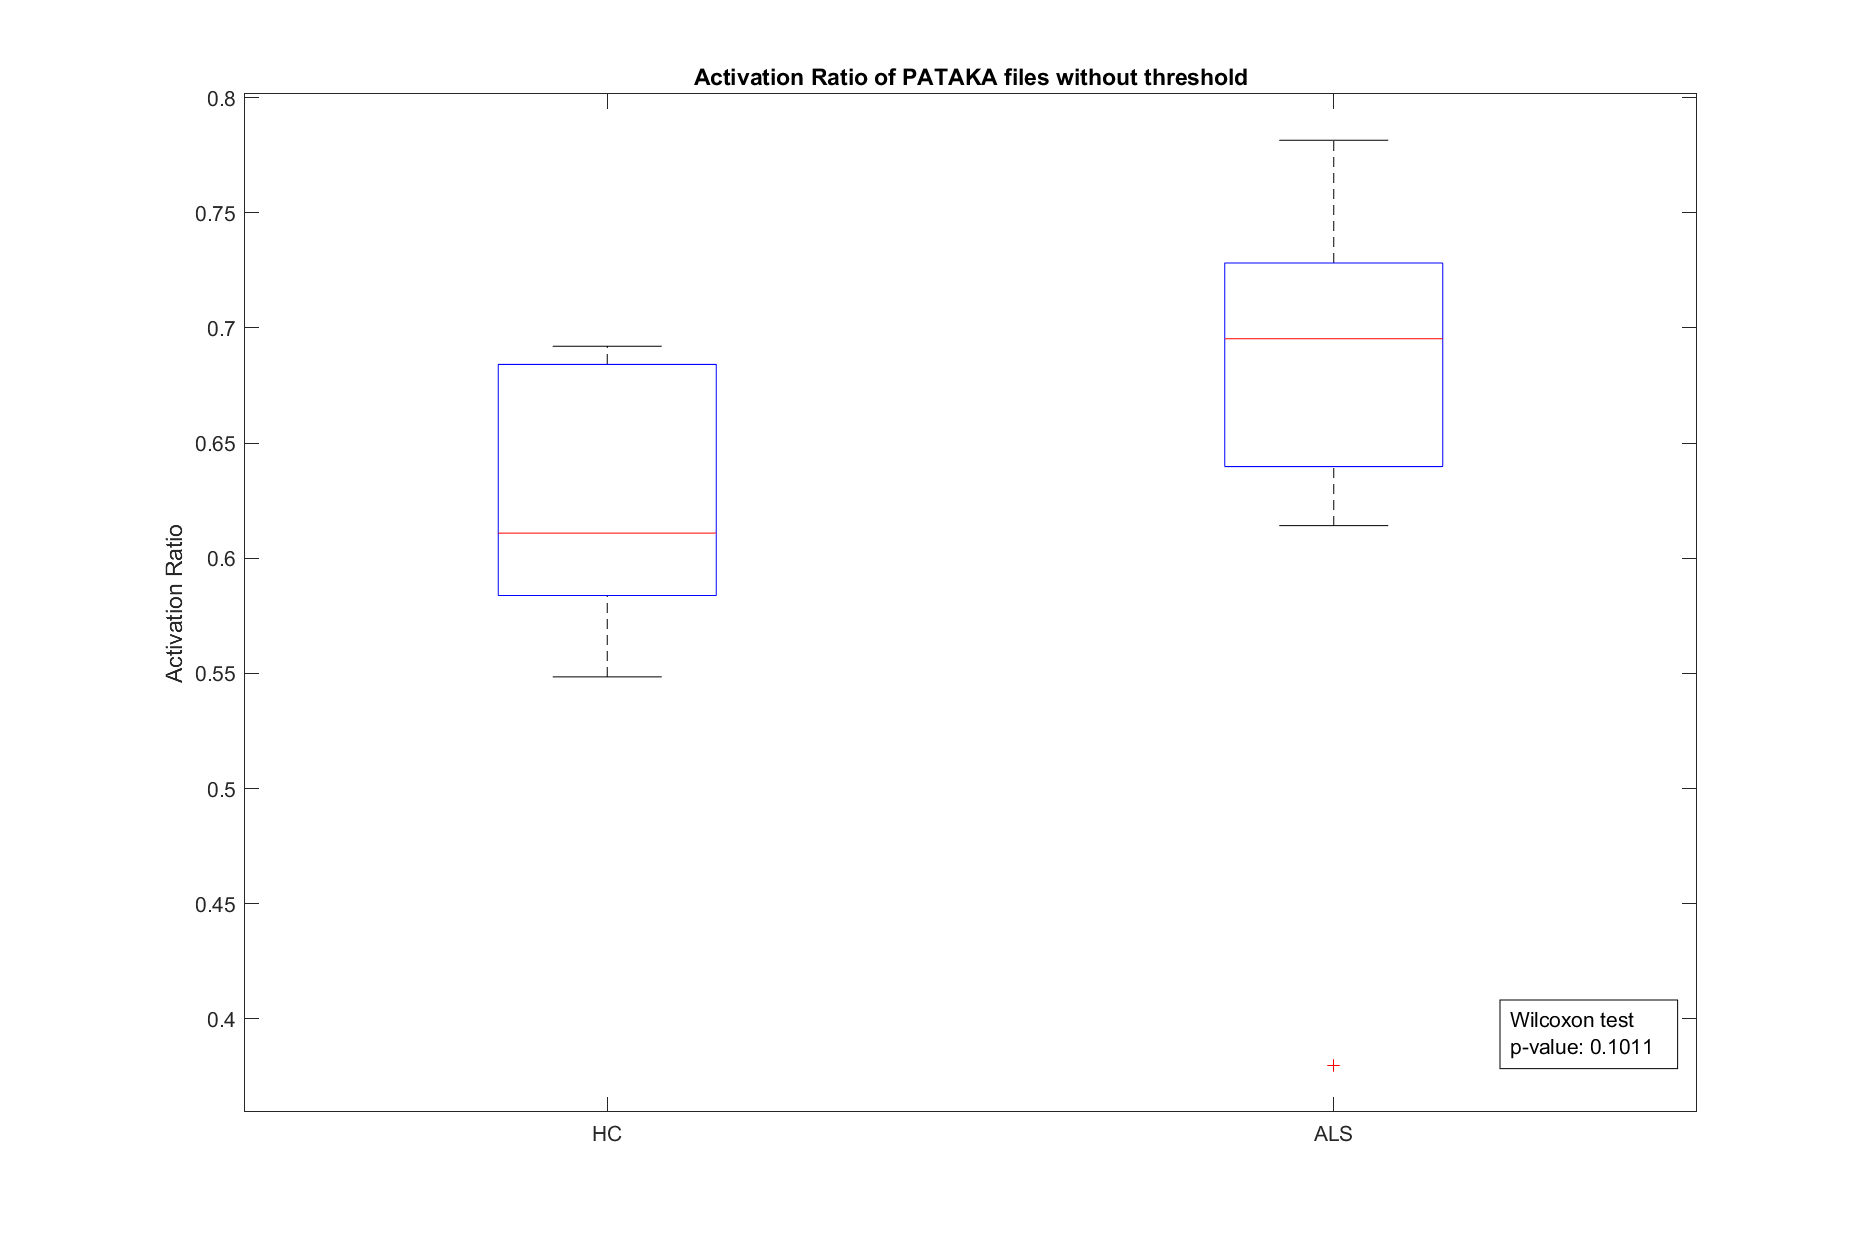 Activation Ratio of PATAKA files without threshold
0.8
0.75
0.7
0.65
0.6
0.55
0.5
0.45
0.4
Activation Ratio
HC
ALS
Wilcoxon test
p-value: 0.1011